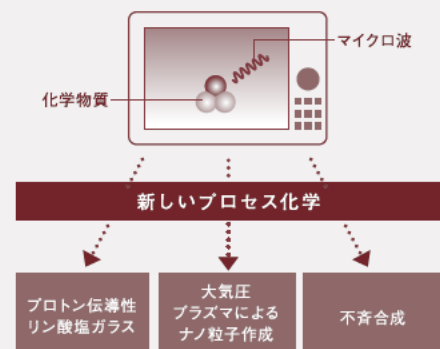 マイクロ波
化学物質
新しいプロセス化学
プロトン伝導性
リン酸塩ガラス
大気圧
プラズマによる
ナノ粒子作成
不斉合成